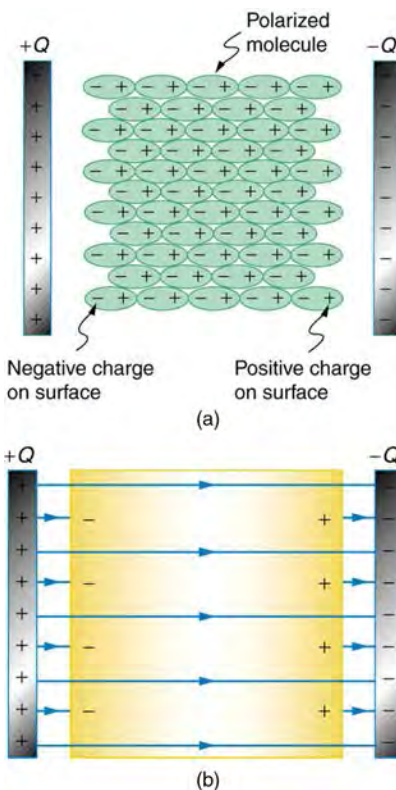 Polarized
molecule
+Q
−Q
Negative charge
on surface
Positive charge
on surface
(a)
+Q
−Q
(b)